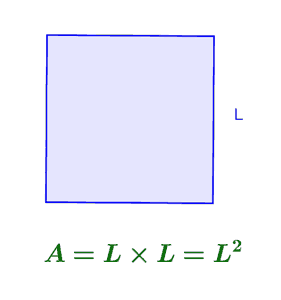 L
A = L × L = L²